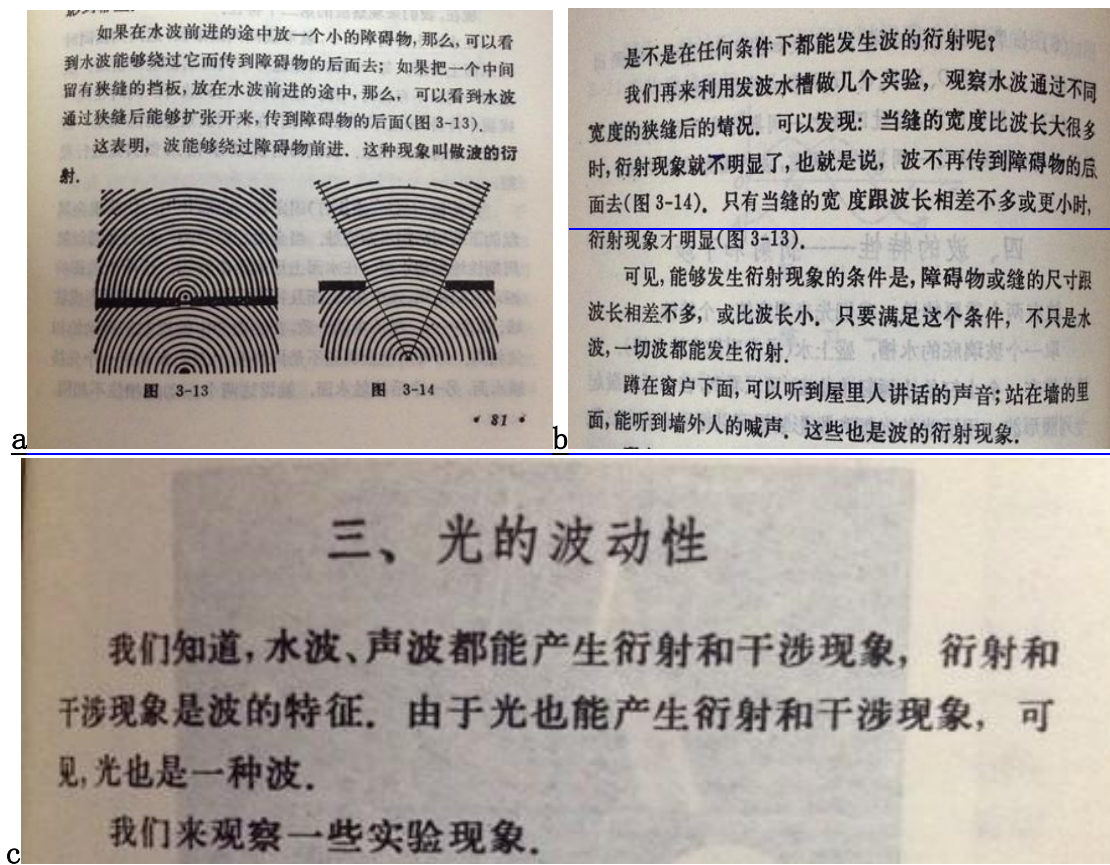 如果在水波前进的途中放一个小的障碍物,那么,可以看
到水波能够绕过它而传到障碍物的后面去；如果把一个中间
留有狭缝的挡板,放在水波前进的途中,那么, 可以看到水波
通过狭缝后能够扩张开来,传到障碍物的后面(图3-13).
这表明, 波能够绕过障碍物前进. 这种现象叫做波的衍
射.
图 3-13
图 3-14
• 81 •
a
是不是在任何条件下都能发生波的衍射呢?
我们再来利用发波水槽做几个实验, 观察水波通过不同
宽度的狭缝后的情况. 可以发现: 当缝的宽度比波长大很多
时,衍射现象就不明显了,也就是说, 波不再传到障碍物的后
面去(图3-14). 只有当缝的宽度跟波长相差不多或更小时,
衍射现象才明显(图3-13).
可见,能够发生衍射现象的条件是,障碍物或缝的尺寸跟
波长相差不多, 或比波长小. 只要满足这个条件, 不只是水
波,一切波都能发生衍射.
蹲在窗户下面,可以听到屋里人讲话的声音;站在墙的里
面,能听到墙外人的喊声. 这些也是波的衍射现象.
b
三、光的波动性
我们知道,水波、声波都能产生衍射和干涉现象, 衍射和
干涉现象是波的特征. 由于光也能产生衍射和干涉现象, 可
见,光也是一种波.
我们来观察一些实验现象.
c